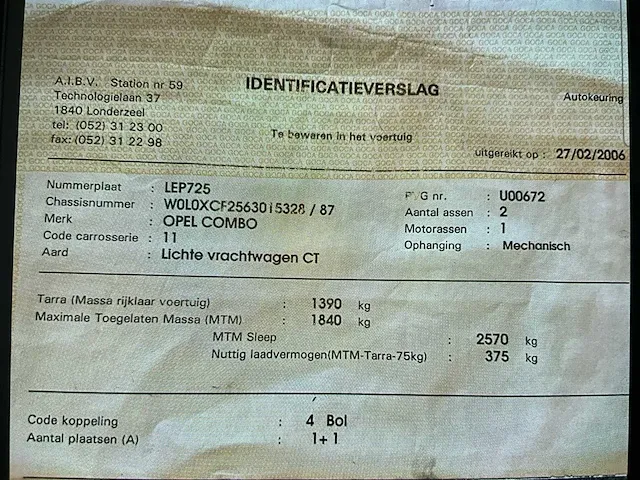 A.I.B.V. Station nr 59
Technologielaan 37
1840 Londerzeel
tel: (052) 31 23 00
fax: (052) 31 22 98
IDENTIFICATIEVERSLAG
Te bewaren in het voertuig
Autokeuring
uitgereikt op : 27/02/2006
Nummerplaat : LEP725
Chassisnummer : W0L0XCF2563015328 / 87
Merk : OPEL COMBO
Code carrosserie : 11
Aard : Lichte vrachtwagen CT
nr. : U00672
Aantal assen : 2
Motorassen : 1
Ophanging : Mechanisch
Tarra (Massa rijklaar voertuig) : 1390 kg
Maximale Toegelaten Massa (MTM) : 1840 kg
MTM Sleep : 2570 kg
Nuttig laadvermogen(MTM-Tarra-75kg) : 375 kg
Code koppeling : 4 Bol
Aantal plaatsen (A) : 1+1